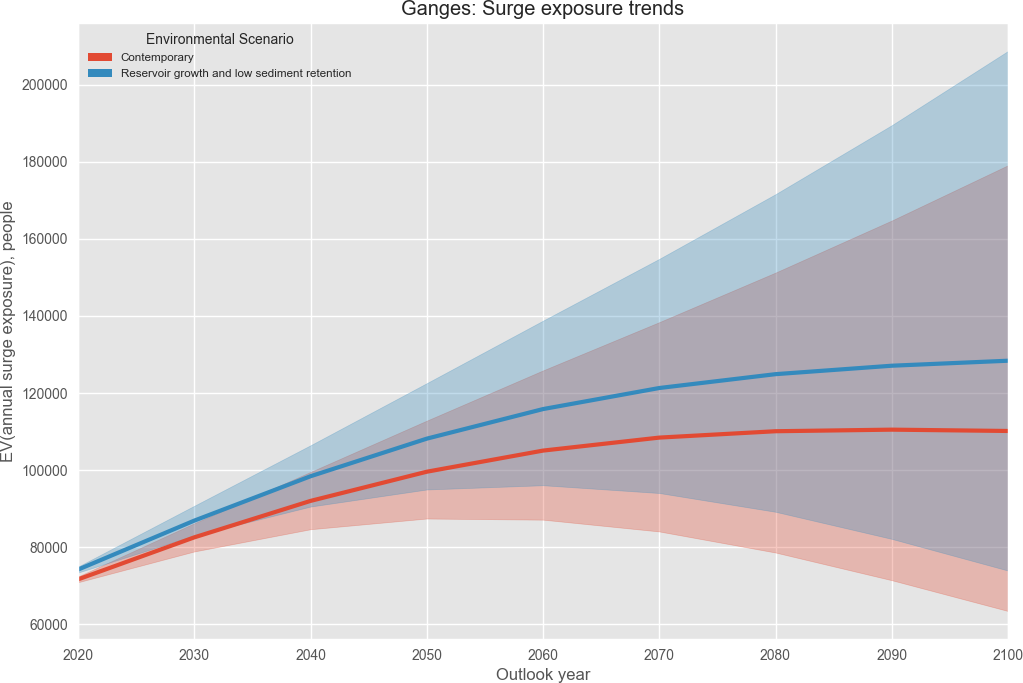 Ganges: Surge exposure trends
Environmental Scenario
Contemporary
Reservoir growth and low sediment retention
EV(annual surge exposure), people
200000
180000
160000
140000
120000
100000
80000
60000
2020 2030 2040 2050 2060 2070 2080 2090 2100
Outlook year